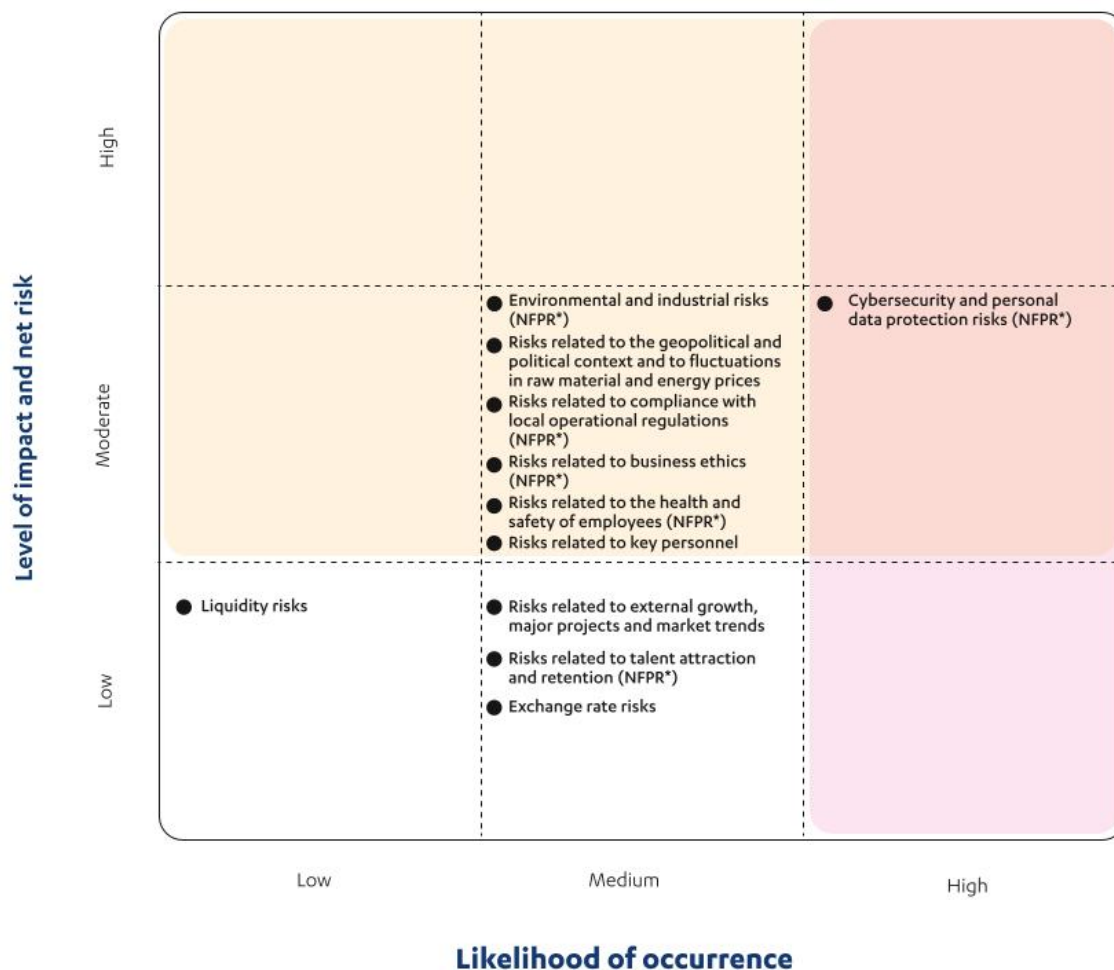 High
Environmental and industrial risks
(NFPR*)
Cybersecurity and personal
data protection risks (NFPR*)
Risks related to the geopolitical and
political context and to fluctuations
in raw material and energy prices
Level of impact and net risk
Moderate
Risks related to compliance with
local operational regulations
(NFPR*)
Risks related to business ethics
(NFPR*)
Risks related to the health and
safety of employees (NFPR*)
Risks related to key personnel
Low
Liquidity risks
Risks related to external growth,
major projects and market trends
Risks related to talent attraction
and retention (NFPR*)
Exchange rate risks
Low
Medium
High
Likelihood of occurrence